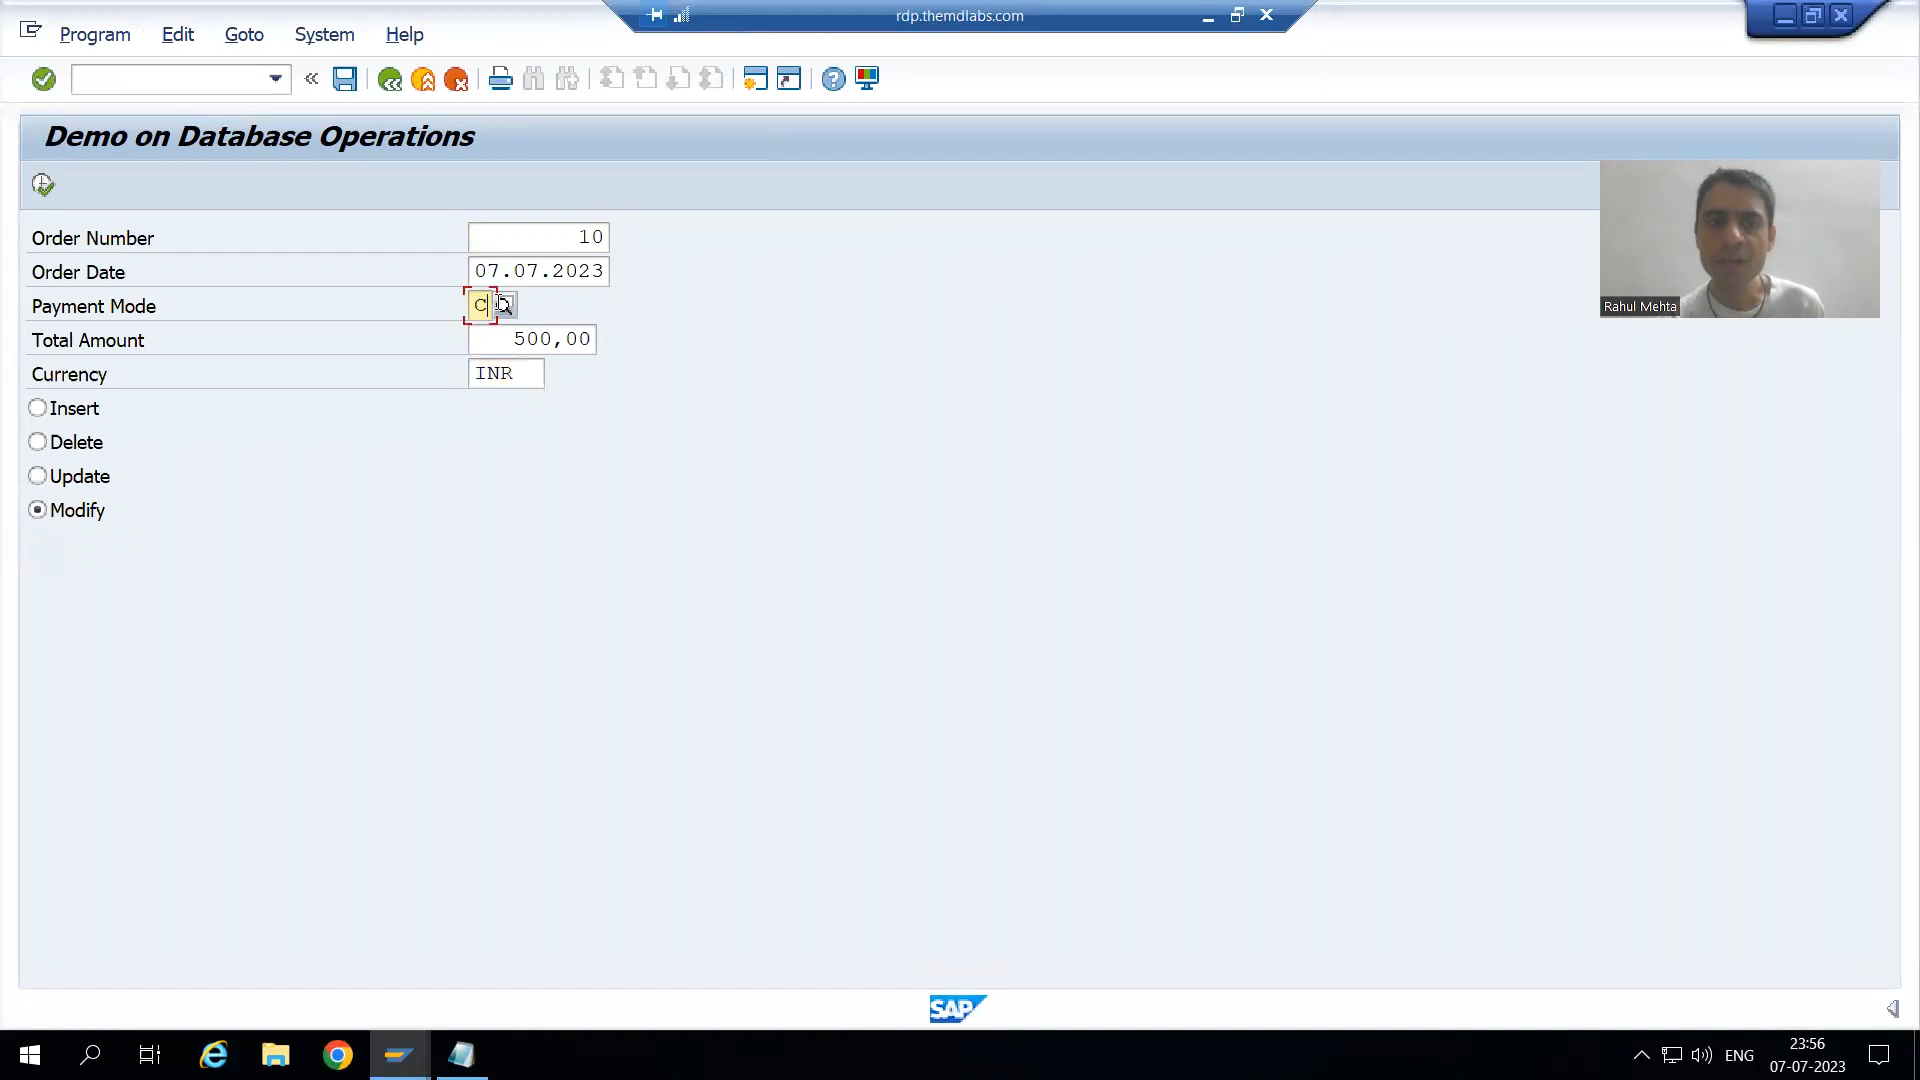 rdp.themdlabs.com
Program Edit Goto System Help
Demo on Database Operations
Order Number 10
Order Date 07.07.2023
Payment Mode C
Total Amount 500,00
Currency INR
Insert
Delete
Update
Modify
Rahul Mehta
SAP
ENG
23:56
07-07-2023